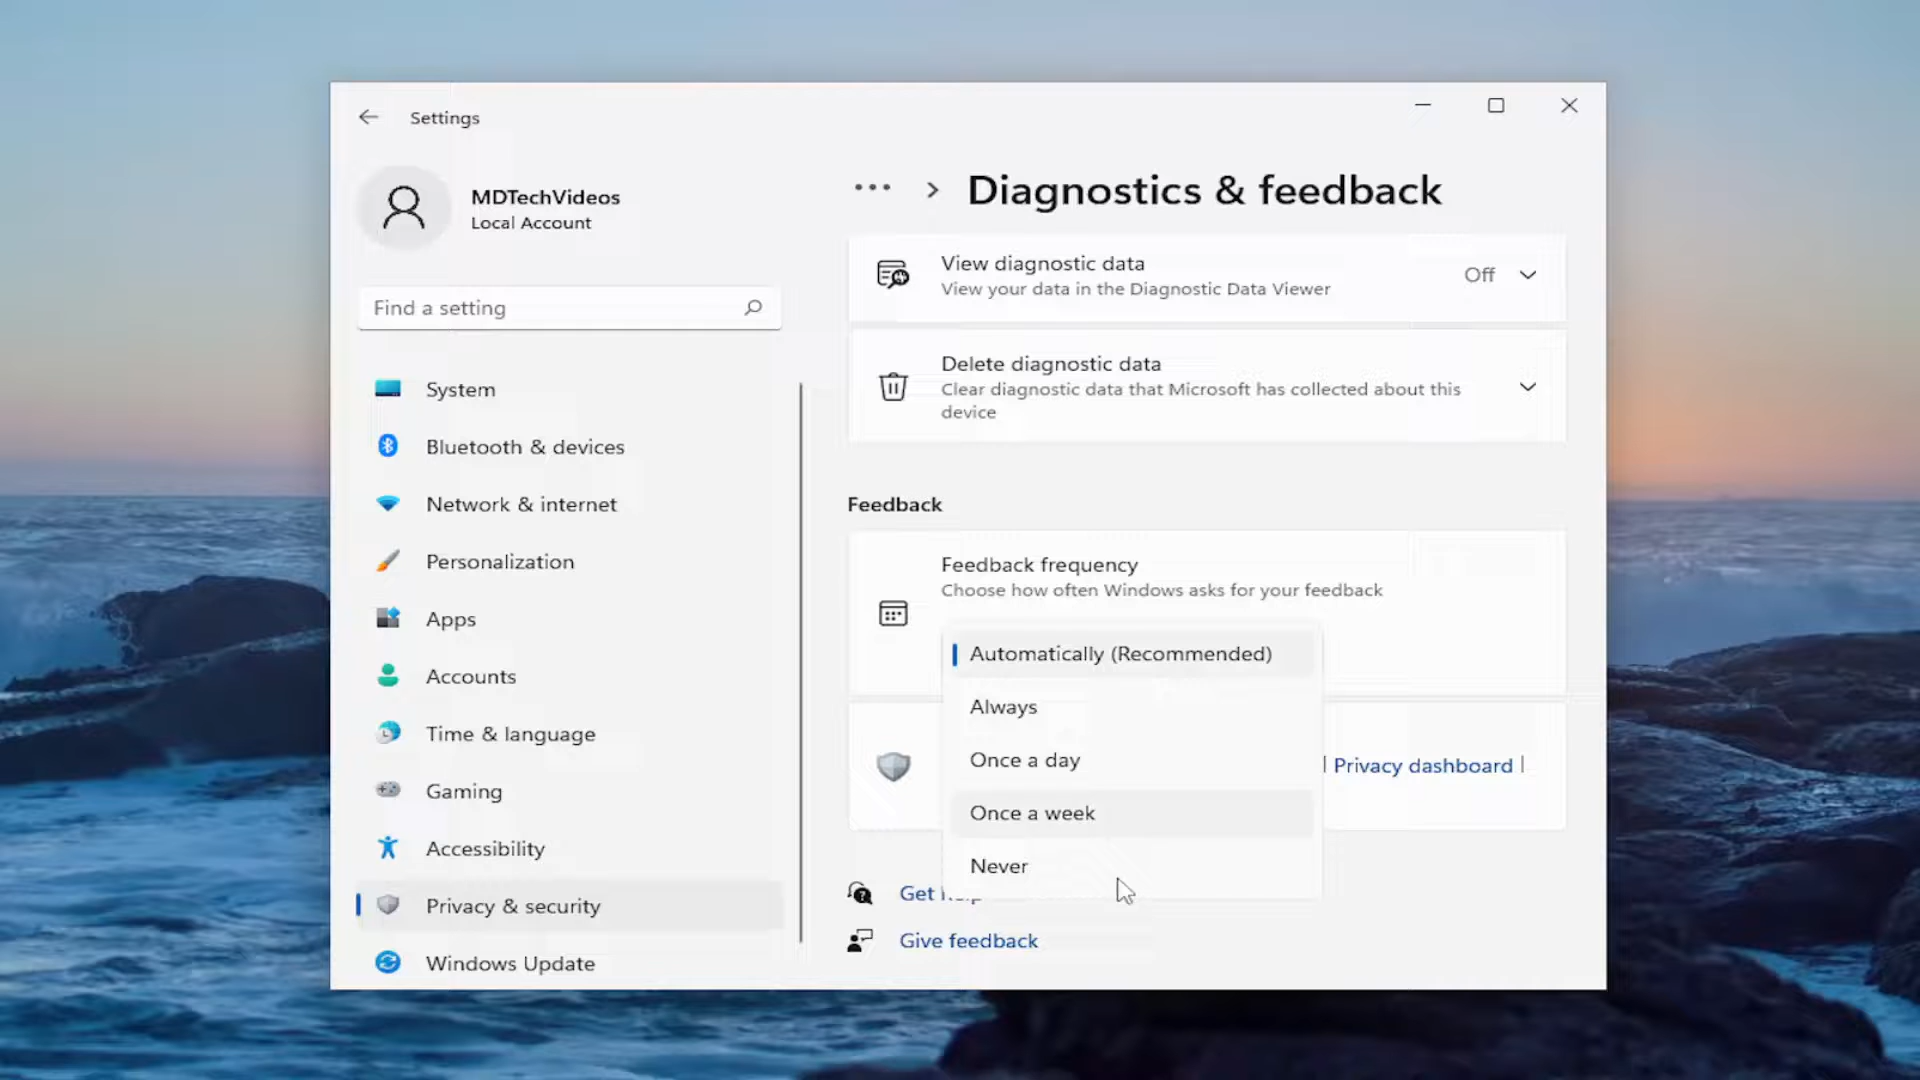 Settings
MDTechVideos
Local Account
Find a setting
System
Bluetooth & devices
Network & internet
Personalization
Apps
Accounts
Time & language
Gaming
Accessibility
Privacy & security
Windows Update
Diagnostics & feedback
View diagnostic data
View your data in the Diagnostic Data Viewer
Off
Delete diagnostic data
Clear diagnostic data that Microsoft has collected about this
device
Feedback
Feedback frequency
Choose how often Windows asks for your feedback
Automatically (Recommended)
Always
Once a day
Once a week
Never
| Privacy dashboard |
Get
Give feedback